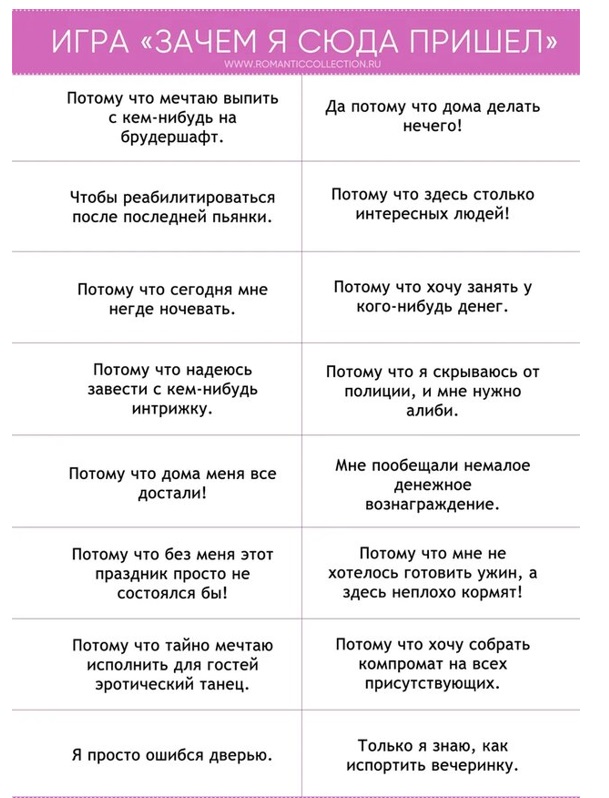 ИГРА «ЗАЧЕМ Я СЮДА ПРИШЕЛ»
WWW.ROMANTICCOLLECTION.RU
Потому что мечтаю выпить
с кем-нибудь на
брудершафт.
Да потому что дома делать
нечего!
Чтобы реабилитироваться
после последней пьянки.
Потому что здесь столько
интересных людей!
Потому что сегодня мне
негде ночевать.
Потому что хочу занять у
кого-нибудь денег.
Потому что надеюсь
завести с кем-нибудь
интрижку.
Потому что я скрываюсь от
полиции, и мне нужно
алиби.
Потому что дома меня все
достали!
Мне пообещали немалое
денежное
вознаграждение.
Потому что без меня этот
праздник просто не
состоялся бы!
Потому что мне не
хотелось готовить ужин, а
здесь неплохо кормят!
Потому что тайно мечтаю
исполнить для гостей
эротический танец.
Потому что хочу собрать
компромат на всех
присутствующих.
Я просто ошибся дверью.
Только я знаю, как
испортить вечеринку.